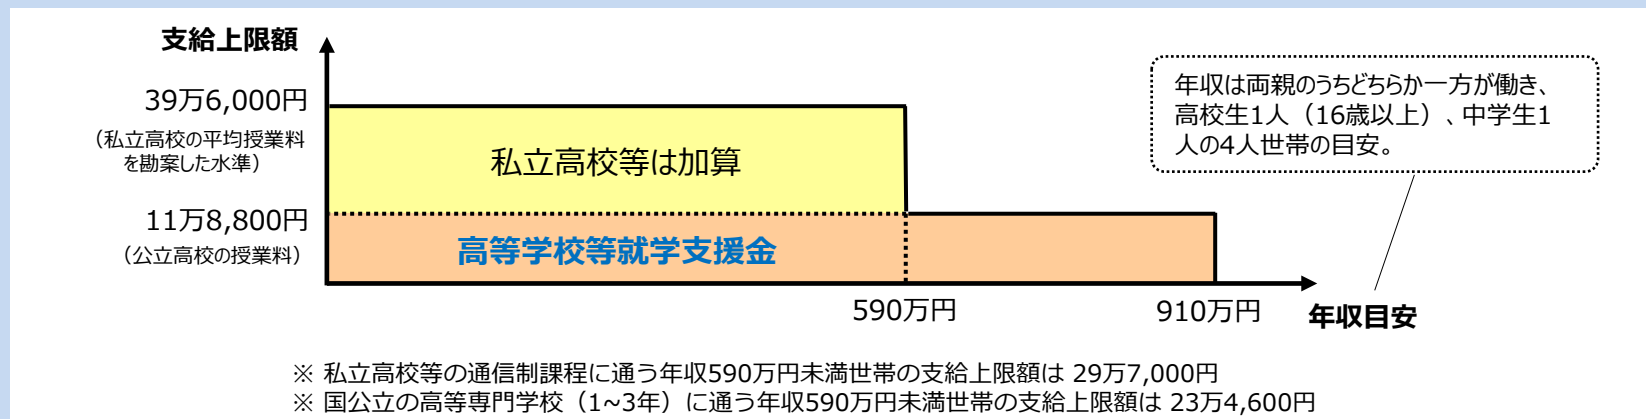 支給上限額
39万6,000円
（私立高校の平均授業料
を勘案した水準）
11万8,800円
（公立高校の授業料）
私立高校等は加算
高等学校等就学支援金
590万円
910万円
年収目安
年収は両親のうちどちらか一方が働き、
高校生1人（16歳以上）、中学生1
人の4人世帯の目安。
※ 私立高校等の通信制課程に通う年収590万円未満世帯の支給上限額は 29万7,000円
※ 国公立の高等専門学校（1~3年）に通う年収590万円未満世帯の支給上限額は 23万4,600円